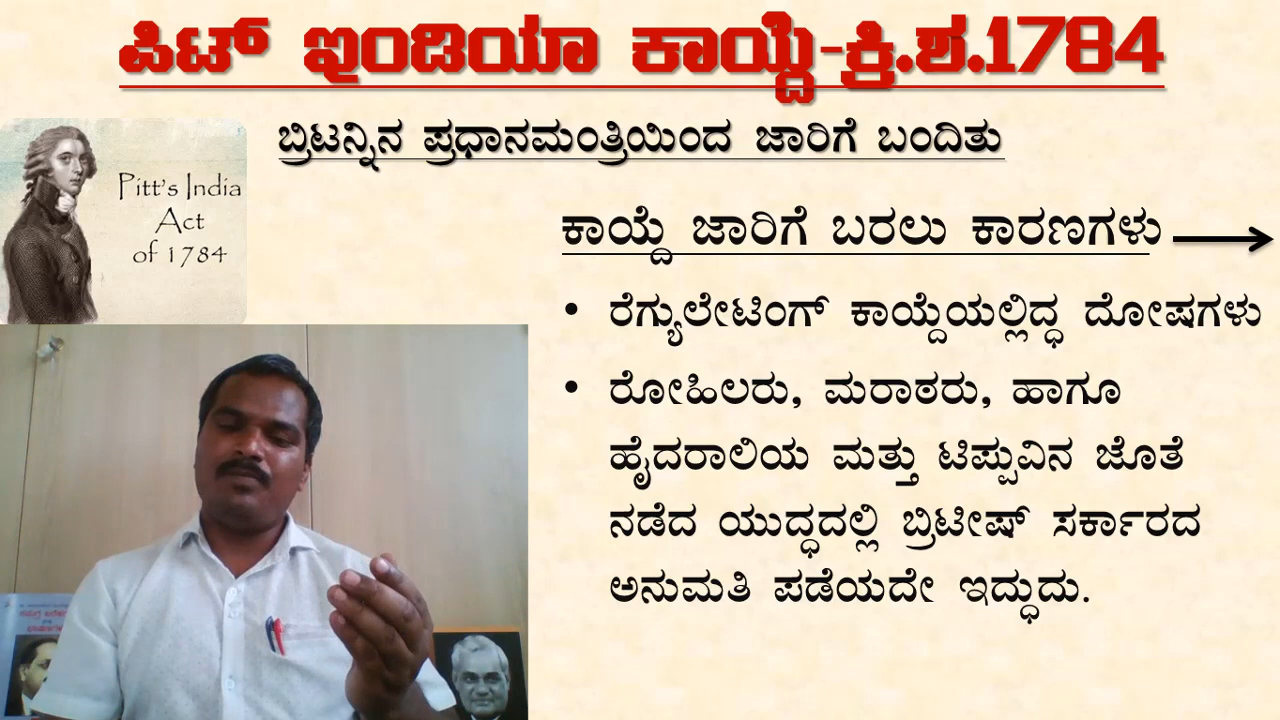 ಪಿಟ್ ಇಂಡಿಯಾ ಕಾಯ್ದೆ-ಕ್ರಿ.ಶ.1784
ಬ್ರಿಟನ್ನಿನ ಪ್ರಧಾನಮಂತ್ರಿಯಿಂದ ಜಾರಿಗೆ ಬಂದಿತು
Pitt's India
Act
of 1784
ಕಾಯ್ದೆ ಜಾರಿಗೆ ಬರಲು ಕಾರಣಗಳು
• ರೆಗ್ಯುಲೇಟಿಂಗ್ ಕಾಯ್ದೆಯಲ್ಲಿದ್ಧ ದೋಷಗಳು
• ರೋಹಿಲರು, ಮರಾಠರು, ಹಾಗೂ
ಹೈದರಾಲಿಯ ಮತ್ತು ಟಿಪ್ಪುವಿನ ಜೊತೆ
ನಡೆದ ಯುದ್ಧದಲ್ಲಿ ಬ್ರಿಟೀಷ್ ಸರ್ಕಾರದ
ಅನುಮತಿ ಪಡೆಯದೇ ಇದ್ಧುದು.